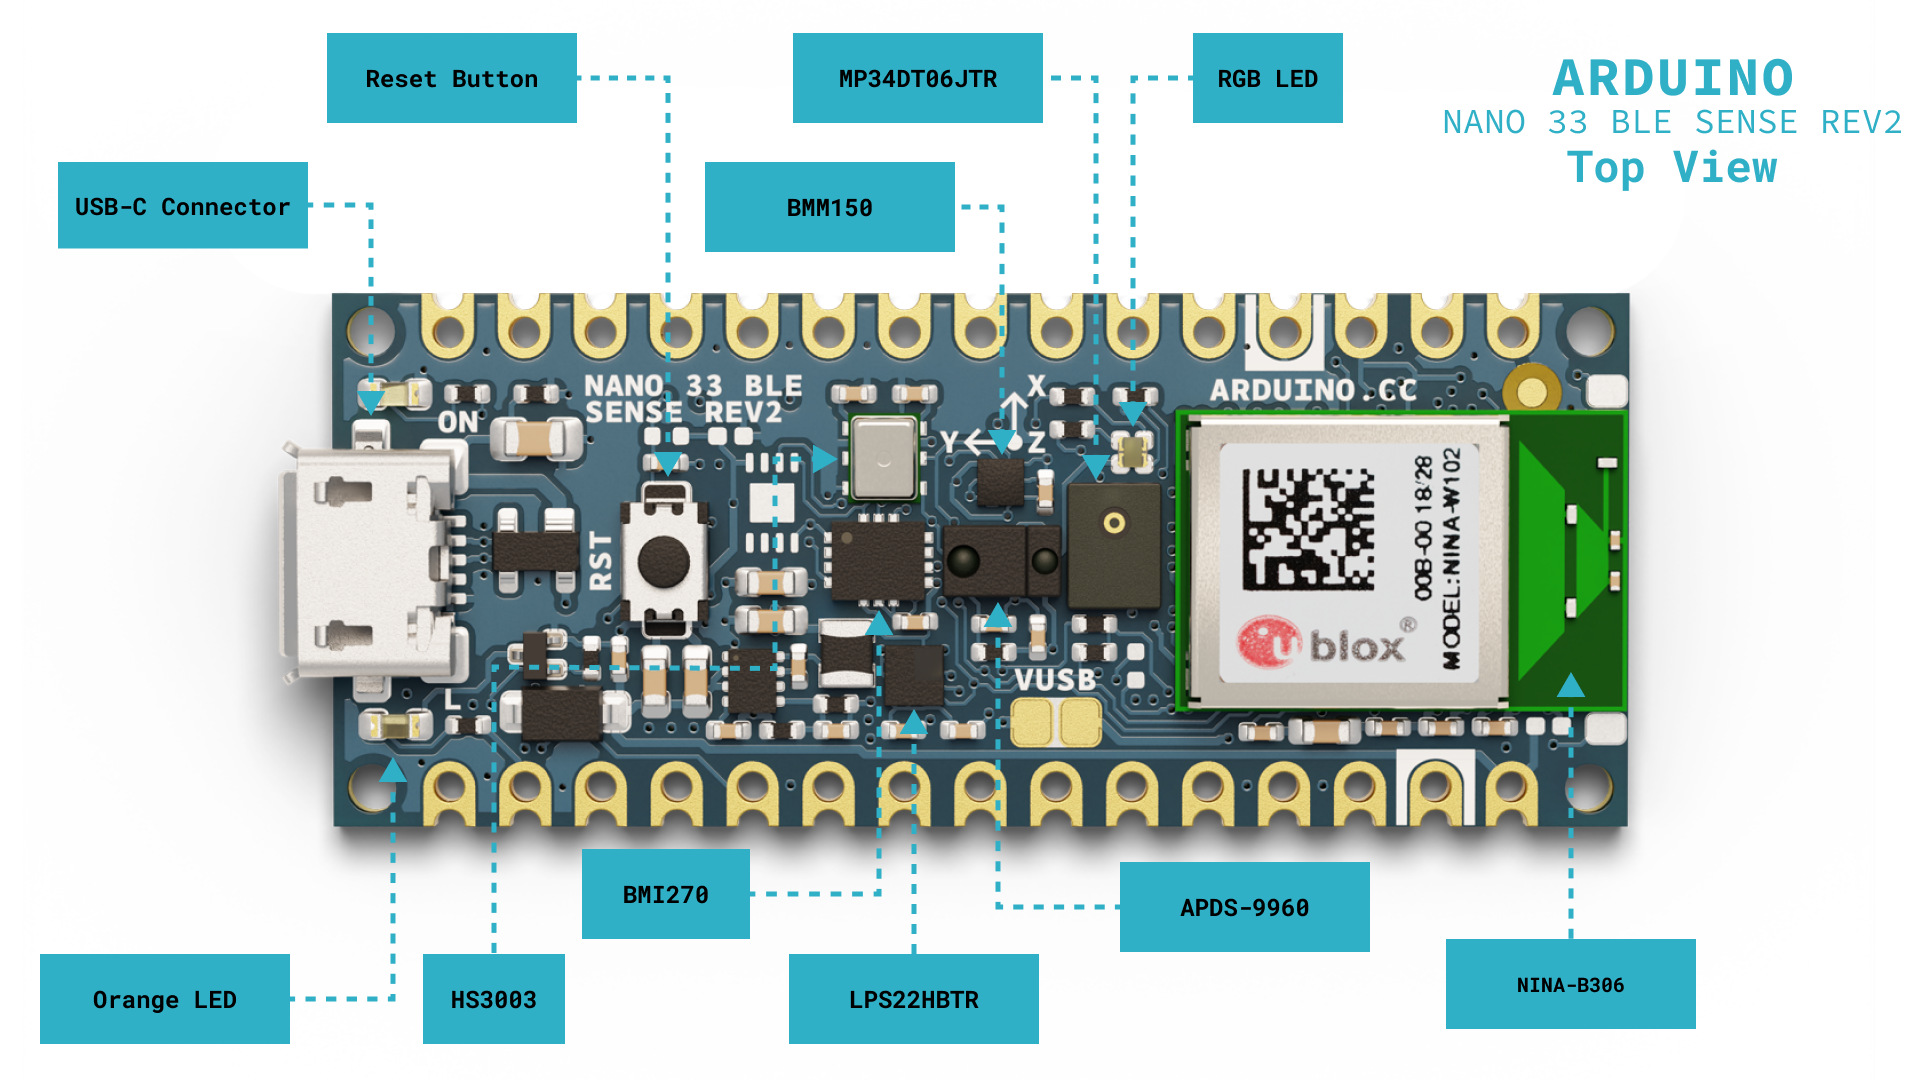 Reset Button
MP34DT06JTR
RGB LED
ARDUINO
NANO 33 BLE SENSE REV2
Top View
USB-C Connector
BMM150
NANO 33 BLE
SENSE REV2
ON
X
Y
Z
ARDUINO.CC
RST
00B-00 18/28
MODEL:NINA-W102
u blox®
L
VUSB
BMI270
APDS-9960
Orange LED
HS3003
LPS22HBTR
NINA-B306